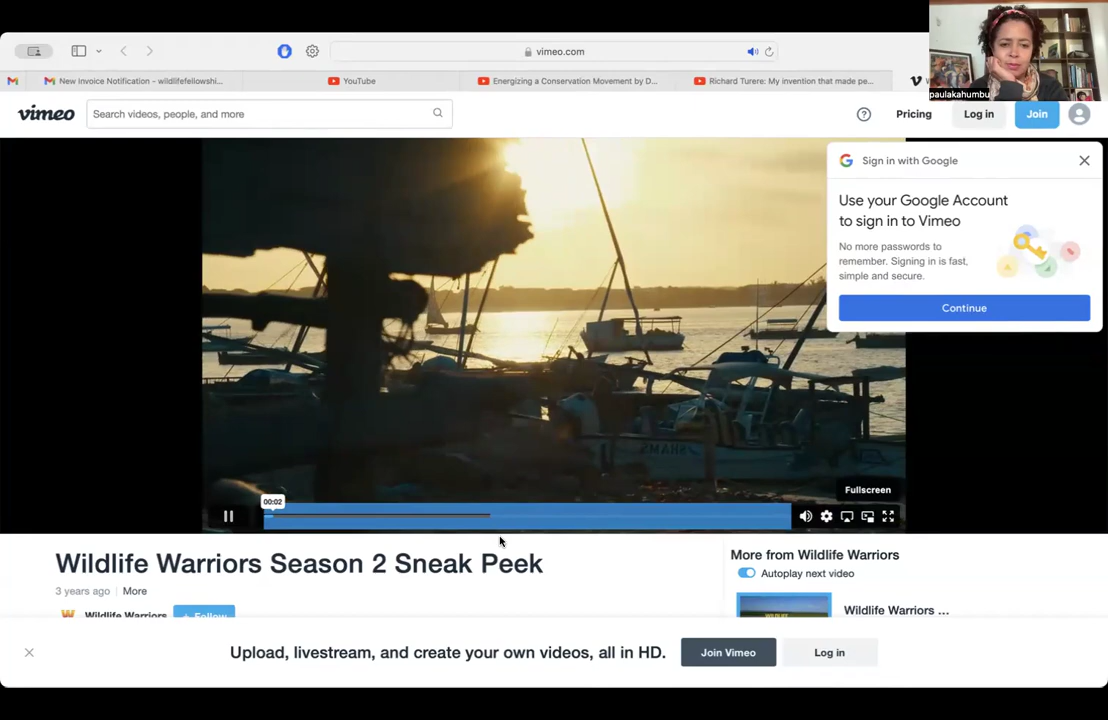 vimeo.com
New Invoice Notification - wildlifefellowshi...
YouTube
Energizing a Conservation Movement by D...
Richard Turere: My invention that made pe...
paulakahumbu
vimeo
Search videos, people, and more
Pricing
Log in
Join
Sign in with Google
Use your Google Account
to sign in to Vimeo
No more passwords to
remember. Signing in is fast,
simple and secure.
Continue
Fullscreen
00:02
Wildlife Warriors Season 2 Sneak Peek
3 years ago
More
Wildlife Warriors
+ Follow
More from Wildlife Warriors
Autoplay next video
Wildlife Warriors ...
Upload, livestream, and create your own videos, all in HD.
Join Vimeo
Log in